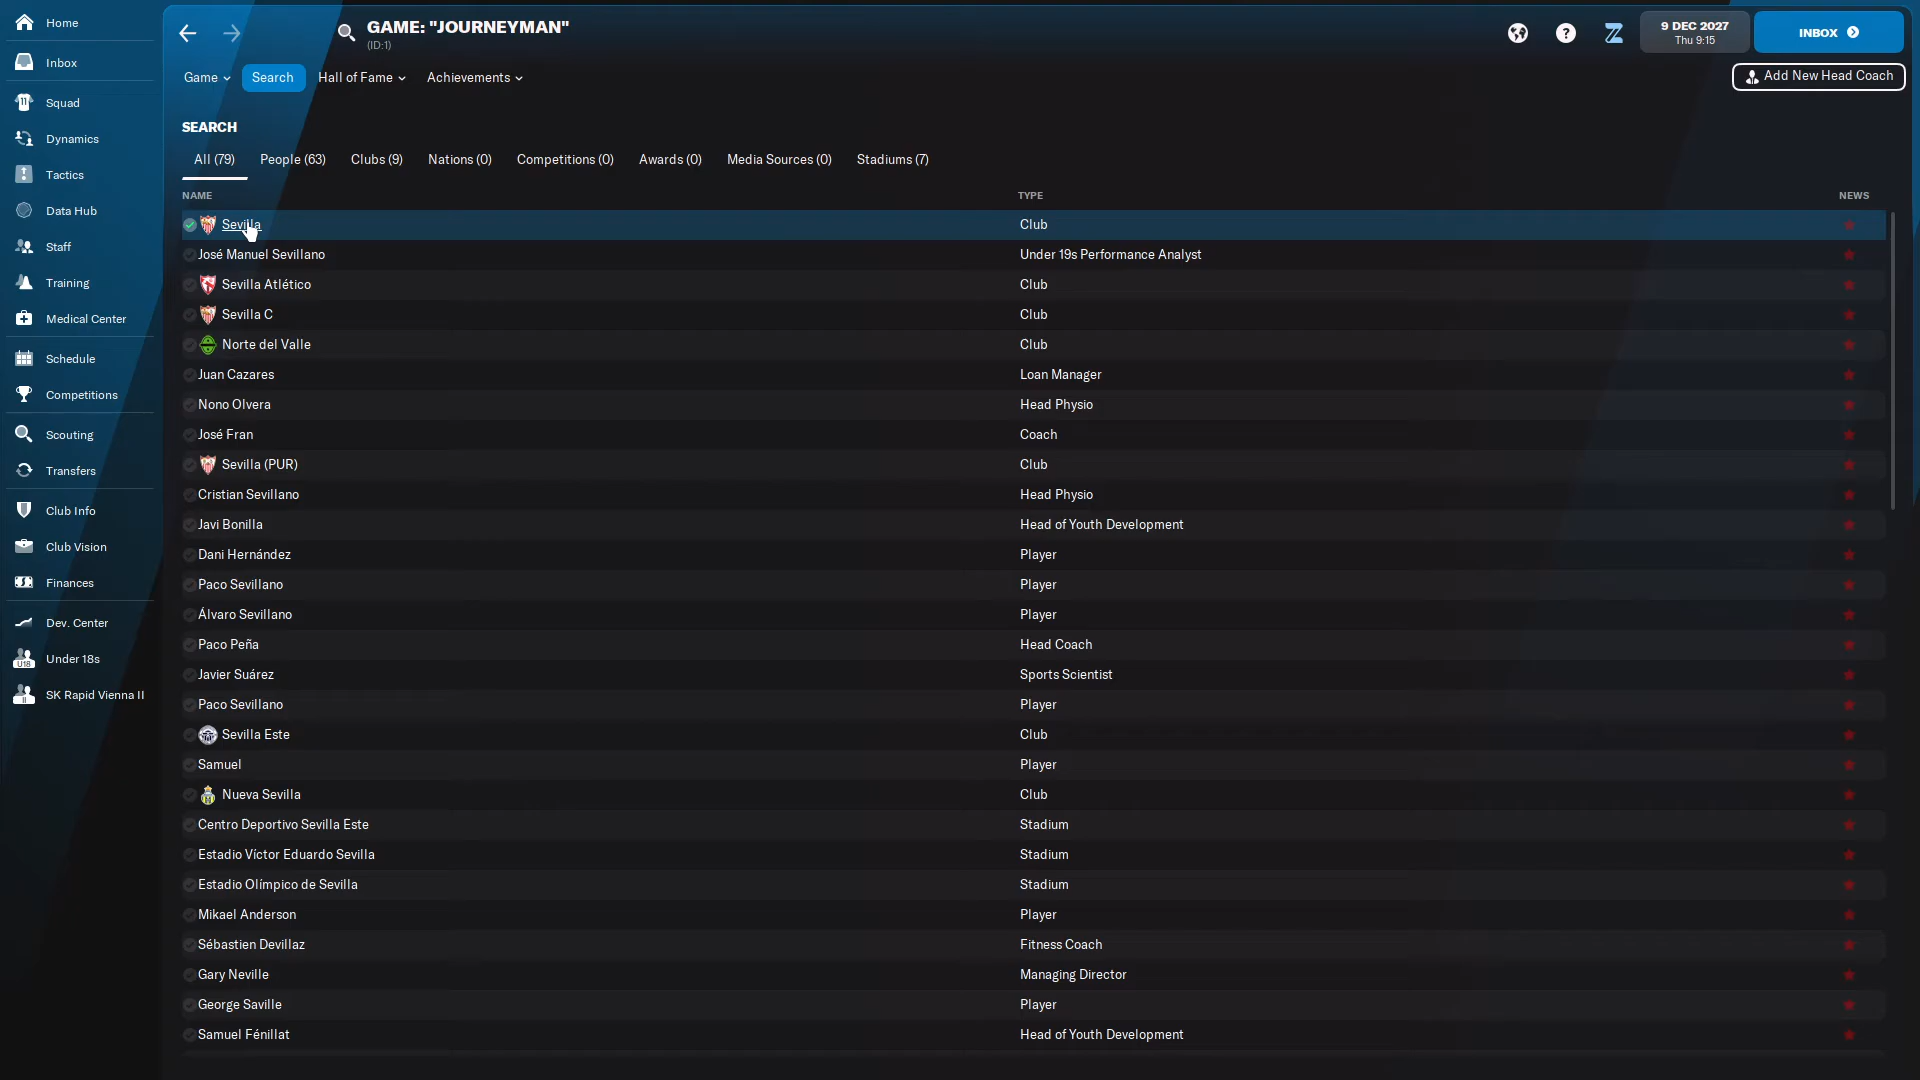 Home
Inbox
Squad
Dynamics
Tactics
Data Hub
Staff
Training
Medical Center
Schedule
Competitions
Scouting
Transfers
Club Info
Club Vision
Finances
Dev. Center
Under 18s
SK Rapid Vienna II
GAME: "JOURNEYMAN"
(ID:1)
9 DEC 2027
Thu 9:15
INBOX
Game
Search
Hall of Fame
Achievements
Add New Head Coach
SEARCH
All (79) People (63) Clubs (9) Nations (0) Competitions (0) Awards (0) Media Sources (0) Stadiums (7)
NAME TYPE NEWS
Sevilla Club
José Manuel Sevillano Under 19s Performance Analyst
Sevilla Atlético Club
Sevilla C Club
Norte del Valle Club
Juan Cazares Loan Manager
Nono Olvera Head Physio
José Fran Coach
Sevilla (PUR) Club
Cristian Sevillano Head Physio
Javi Bonilla Head of Youth Development
Dani Hernández Player
Paco Sevillano Player
Álvaro Sevillano Player
Paco Peña Head Coach
Javier Suárez Sports Scientist
Paco Sevillano Player
Sevilla Este Club
Samuel Player
Nueva Sevilla Club
Centro Deportivo Sevilla Este Stadium
Estadio Víctor Eduardo Sevilla Stadium
Estadio Olímpico de Sevilla Stadium
Mikael Anderson Player
Sébastien Devillaz Fitness Coach
Gary Neville Managing Director
George Saville Player
Samuel Fénillat Head of Youth Development